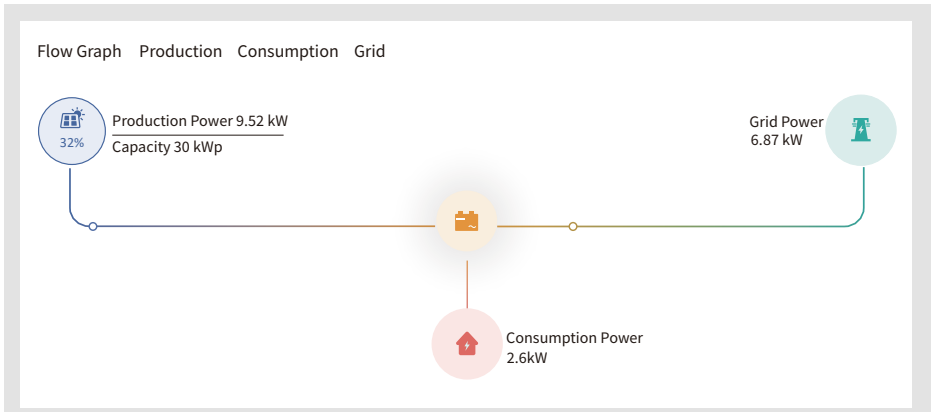 Flow Graph Production Consumption Grid
32%
Production Power 9.52 kW
Capacity 30 kWp
Grid Power
6.87 kW
Consumption Power
2.6kW